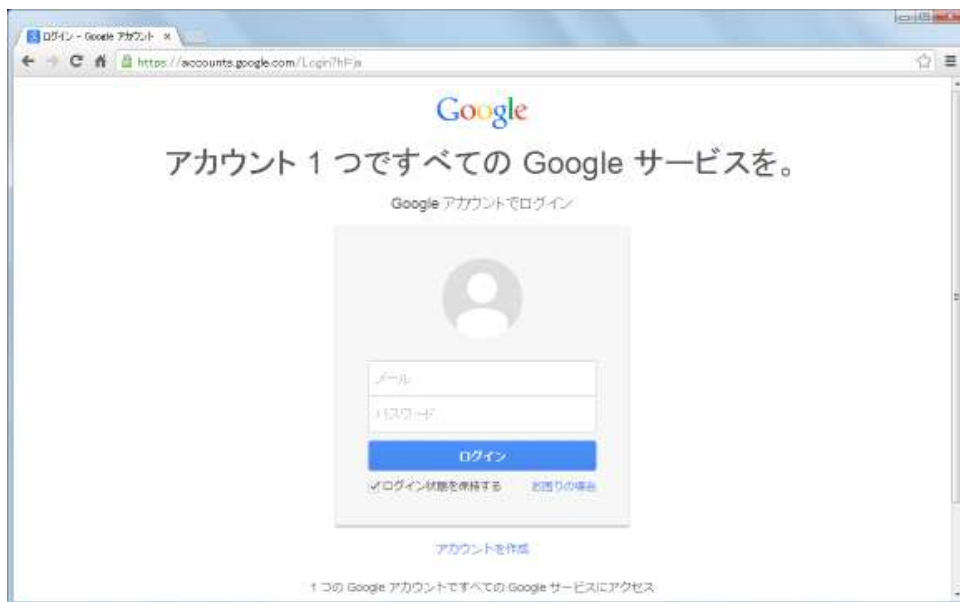 ログイン - Google アカウント
https://accounts.google.com/Login?hl=ja
Google
アカウント 1 つですべての Google サービスを。
Google アカウントでログイン
メール
パスワード
ログイン
ログイン状態を保持する お困りの場合
アカウントを作成
1 つの Google アカウントですべての Google サービスにアクセス